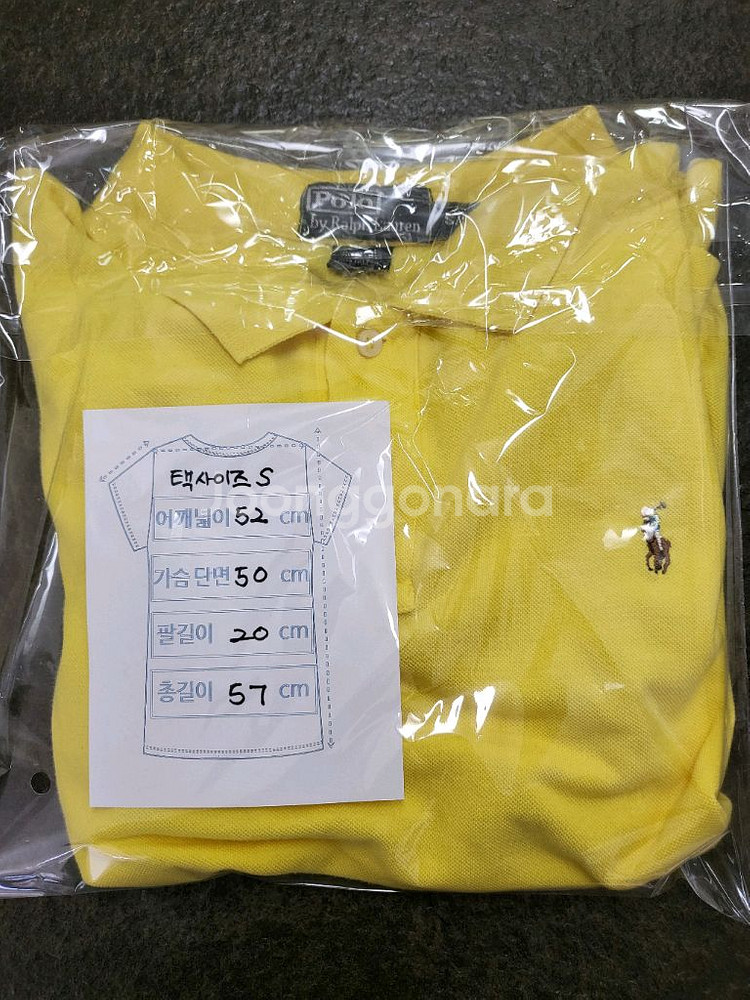 Polo
by Ralph Lauren
택사이즈 S
joonggonara
어깨넓이 52 cm
가슴단면 50 cm
팔길이 20 cm
총길이 57 cm